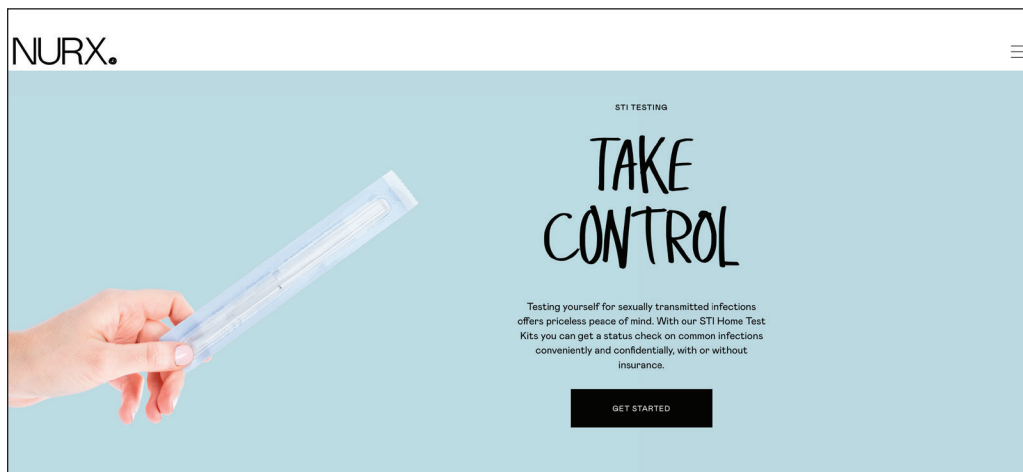 NURX.
STI TESTING
TAKE
CONTROL
Testing yourself for sexually transmitted infections
offers priceless peace of mind. With our STI Home Test
Kits you can get a status check on common infections
conveniently and confidentially, with or without
insurance.
GET STARTED